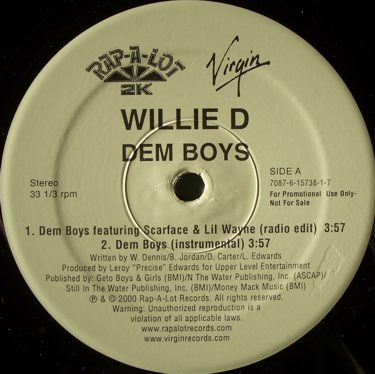 RAP-A-LOT
2K
Virgin
WILLIE D
DEM BOYS
Stereo
33 1/3 rpm
SIDE A
7087-6-15738-1-7
For Promotional Use Only-
Not For Sale
1. Dem Boys featuring Scarface & Lil Wayne (radio edit) 3:57
2. Dem Boys (instrumental) 3:57
Written by W. Dennis/B. Jordan/D. Carter/L. Edwards
Produced by Leroy "Precise" Edwards for Upper Level Entertainment
Published by: Geto Boys & Girls (BMI)/N The Water Publishing, Inc. (ASCAP)/
Still In The Water Publishing, Inc. (BMI)/Money Mack Music (BMI)
℗ & © 2000 Rap-A-Lot Records, Inc.
Warning: Unauthorized reproduction is a
violation of all applicable laws.
www.rapalotrecords.com
www.virginrecords.com